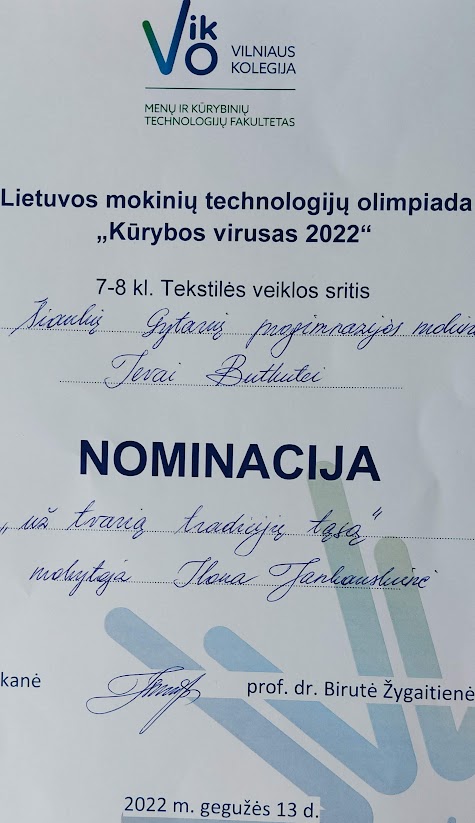 Viko
VILNIAUS
KOLEGIJA
MENŲ IR KŪRYBINIŲ
TECHNOLOGIJŲ FAKULTETAS
Lietuvos mokinių technologijų olimpiada
„Kūrybos virusas 2022“
7-8 kl. Tekstilės veiklos sritis
Šiaulių Gytarių progimnazijos
Ievai Butkutei
NOMINACIJA
„už tvarią tradicijų tąsą“
mokytoja Ilona Jankauskienė
kanė
prof. dr. Birutė Žygaitienė
2022 m. gegužės 13 d.